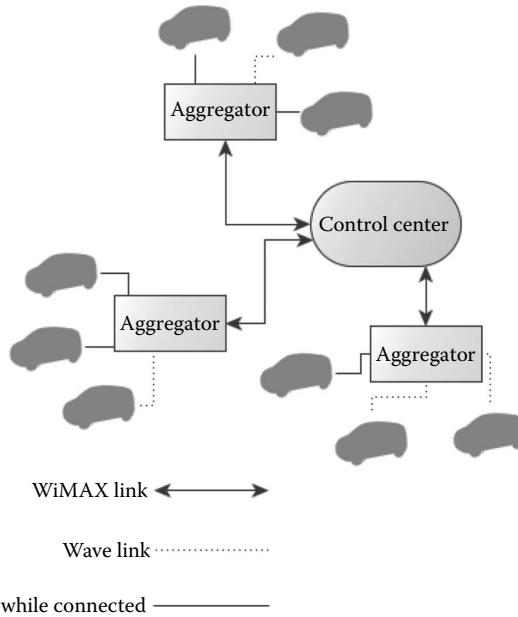 Aggregator
Control center
Aggregator
Aggregator
WiMAX link
Wave link
while connected